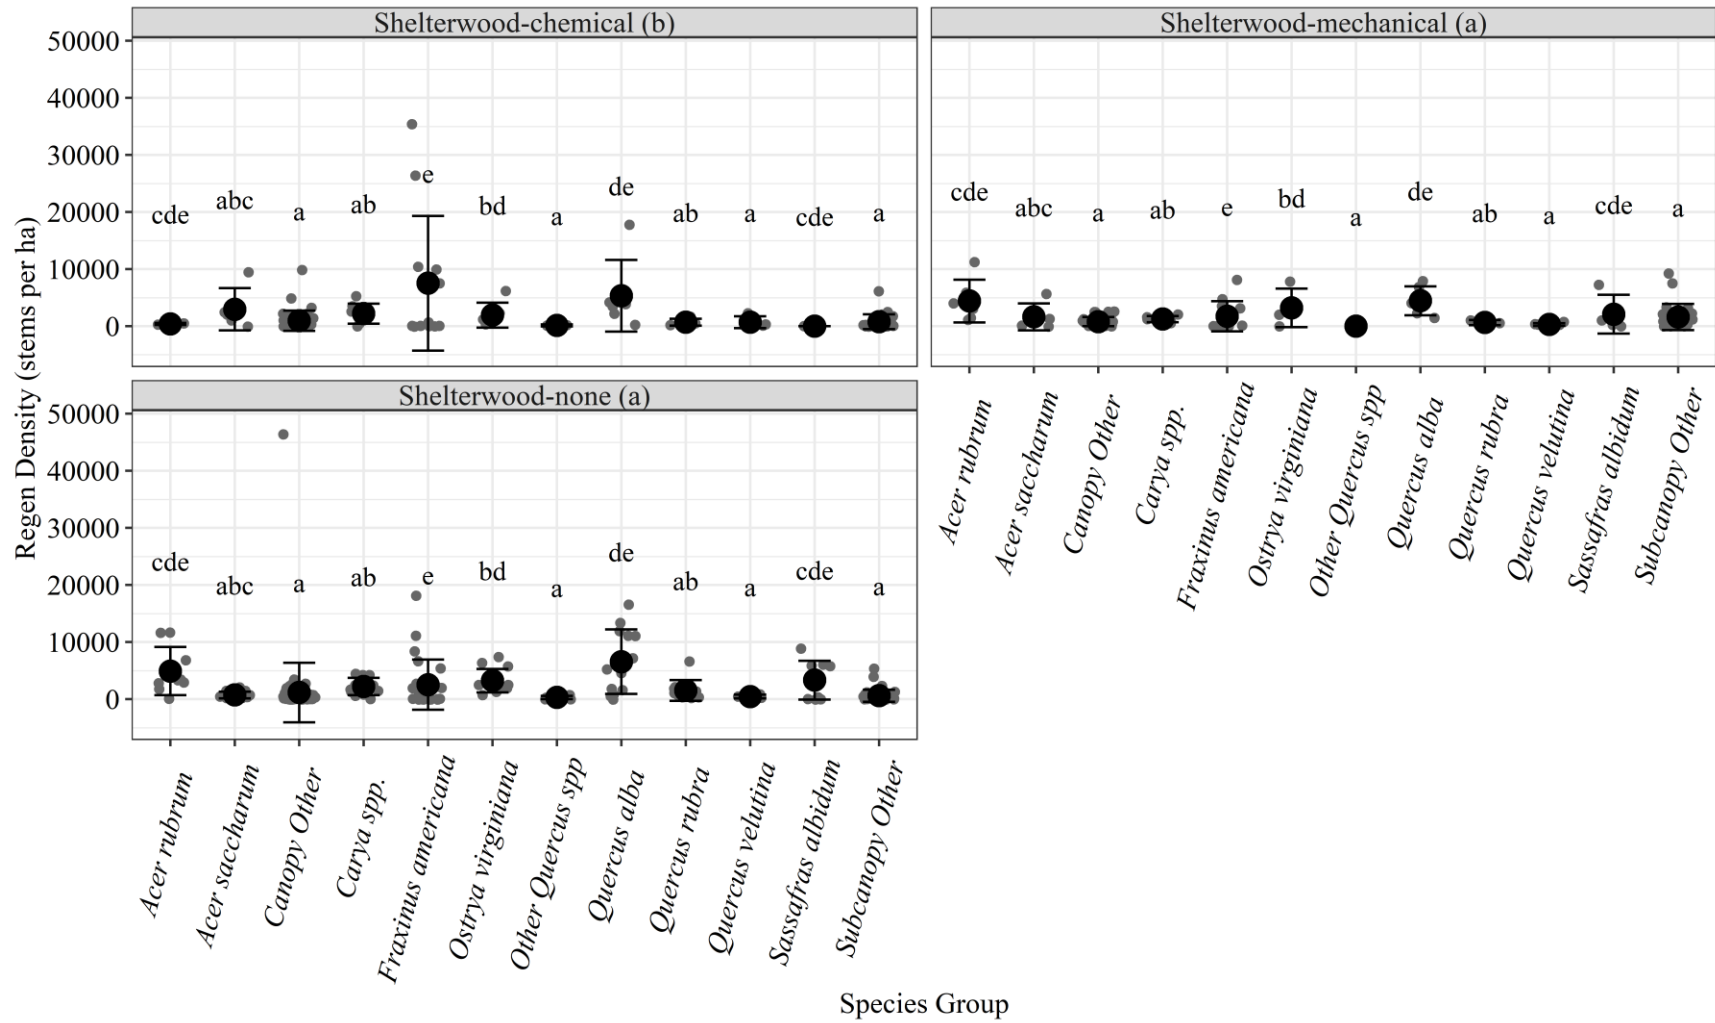 Shelterwood-chemical (b)
Shelterwood-mechanical (a)
50000
40000
30000
20000
10000
0
cde abc a ab e bd a de ab a cde a
cde abc a ab e bd a de ab a cde a
Acer rubrum
Acer saccharum
Canopy Other
Carya spp.
Fraxinus americana
Ostrya virginiana
Other Quercus spp
Quercus alba
Quercus rubra
Quercus velutina
Sassafras albidum
Subcanopy Other
Regen Density (stems per ha)
Shelterwood-none (a)
50000
40000
30000
20000
10000
0
cde abc a ab e bd a de ab a cde a
Acer rubrum
Acer saccharum
Canopy Other
Carya spp.
Fraxinus americana
Ostrya virginiana
Other Quercus spp
Quercus alba
Quercus rubra
Quercus velutina
Sassafras albidum
Subcanopy Other
Species Group